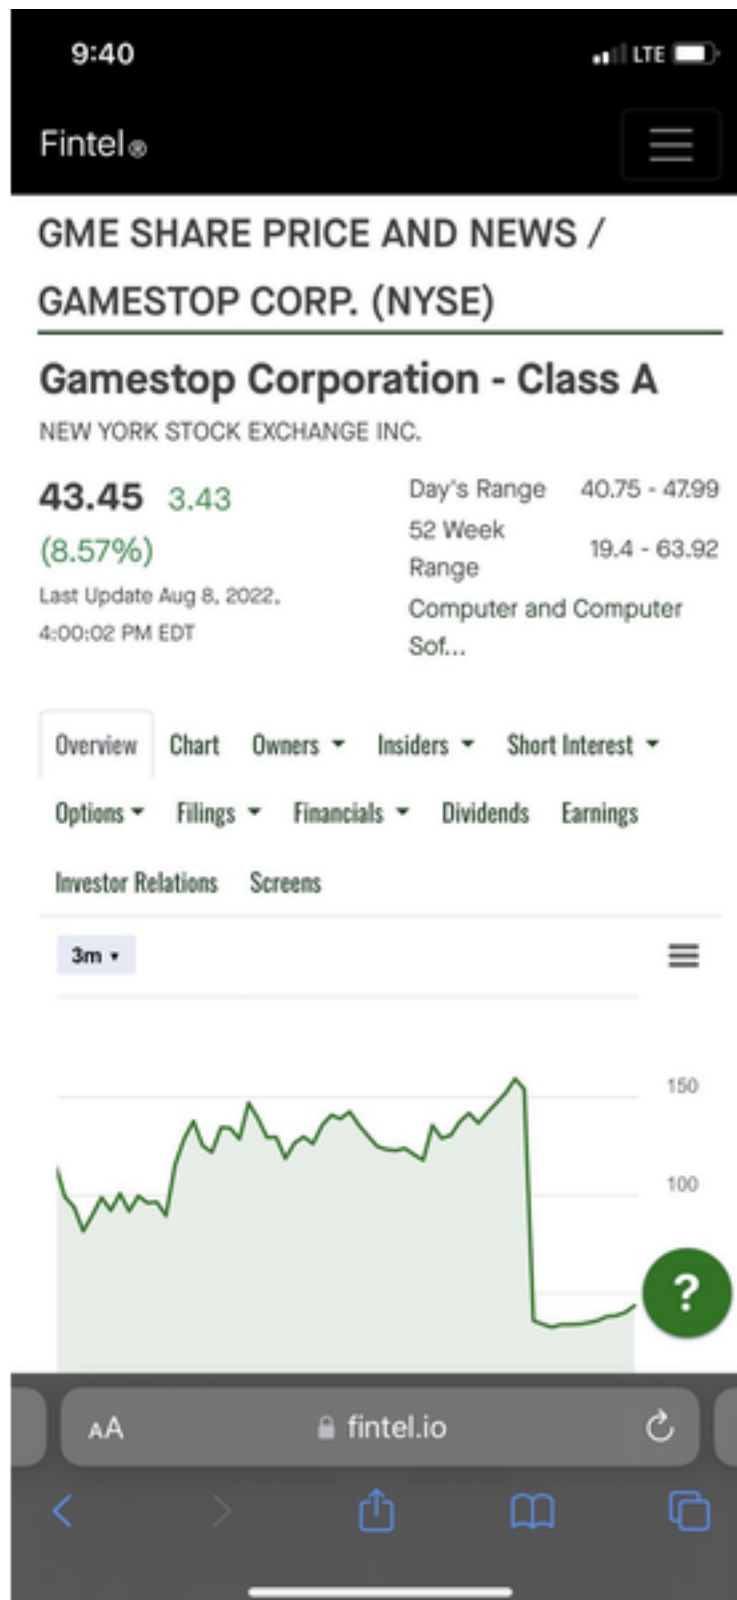 9:40 LTE
Fintel®
GME SHARE PRICE AND NEWS /
GAMESTOP CORP. (NYSE)
Gamestop Corporation - Class A
NEW YORK STOCK EXCHANGE INC.
43.45 3.43
(8.57%)
Last Update Aug 8, 2022,
4:00:02 PM EDT
Day's Range 40.75 - 47.99
52 Week
Range 19.4 - 63.92
Computer and Computer
Sof...
Overview Chart Owners Insiders Short Interest
Options Filings Financials Dividends Earnings
Investor Relations Screens
3m
150
100
?
AA fintel.io